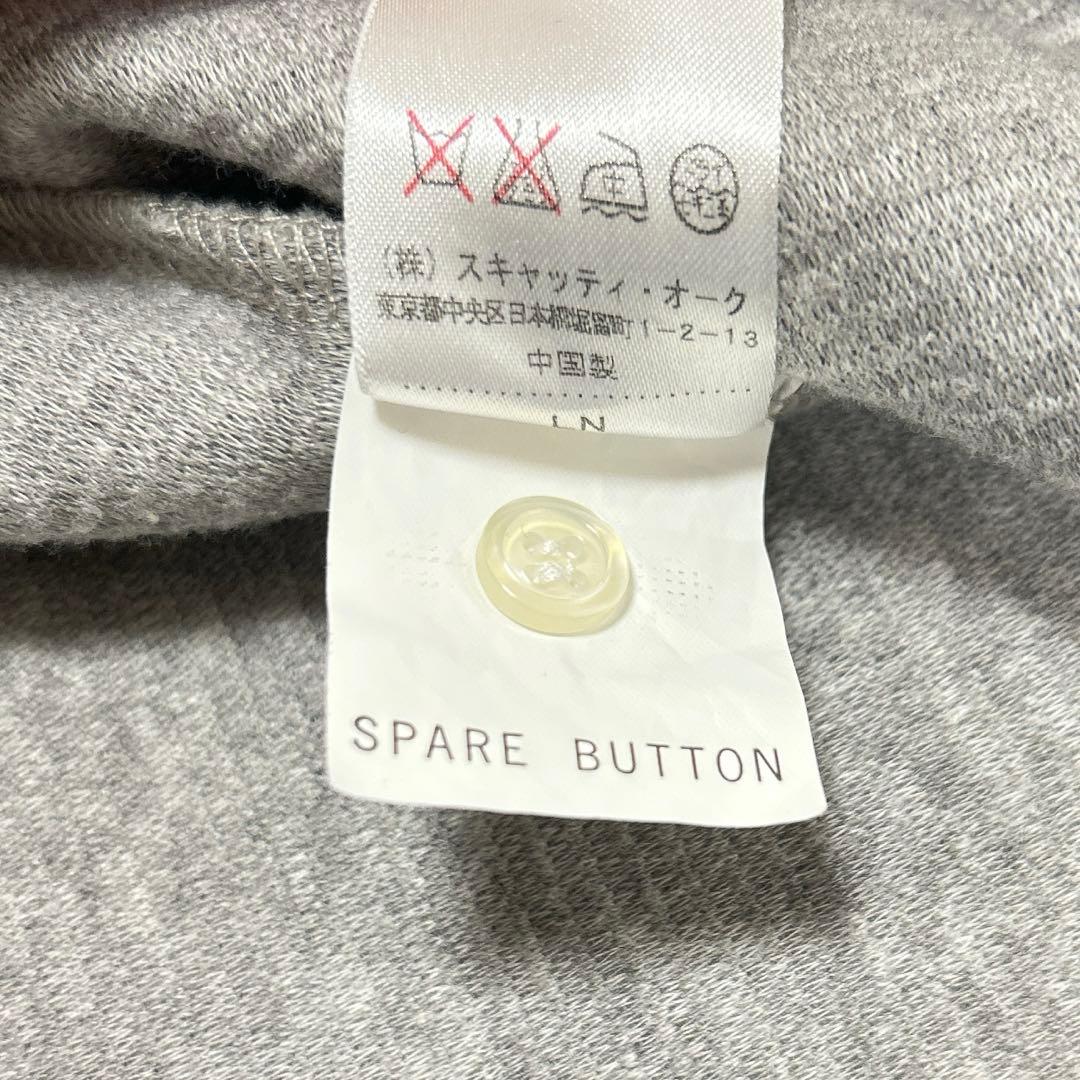 中
(株)スキャッティ・オーク
東京都中央区日本橋堀留町1-2-13
中国製
SPARE BUTTON